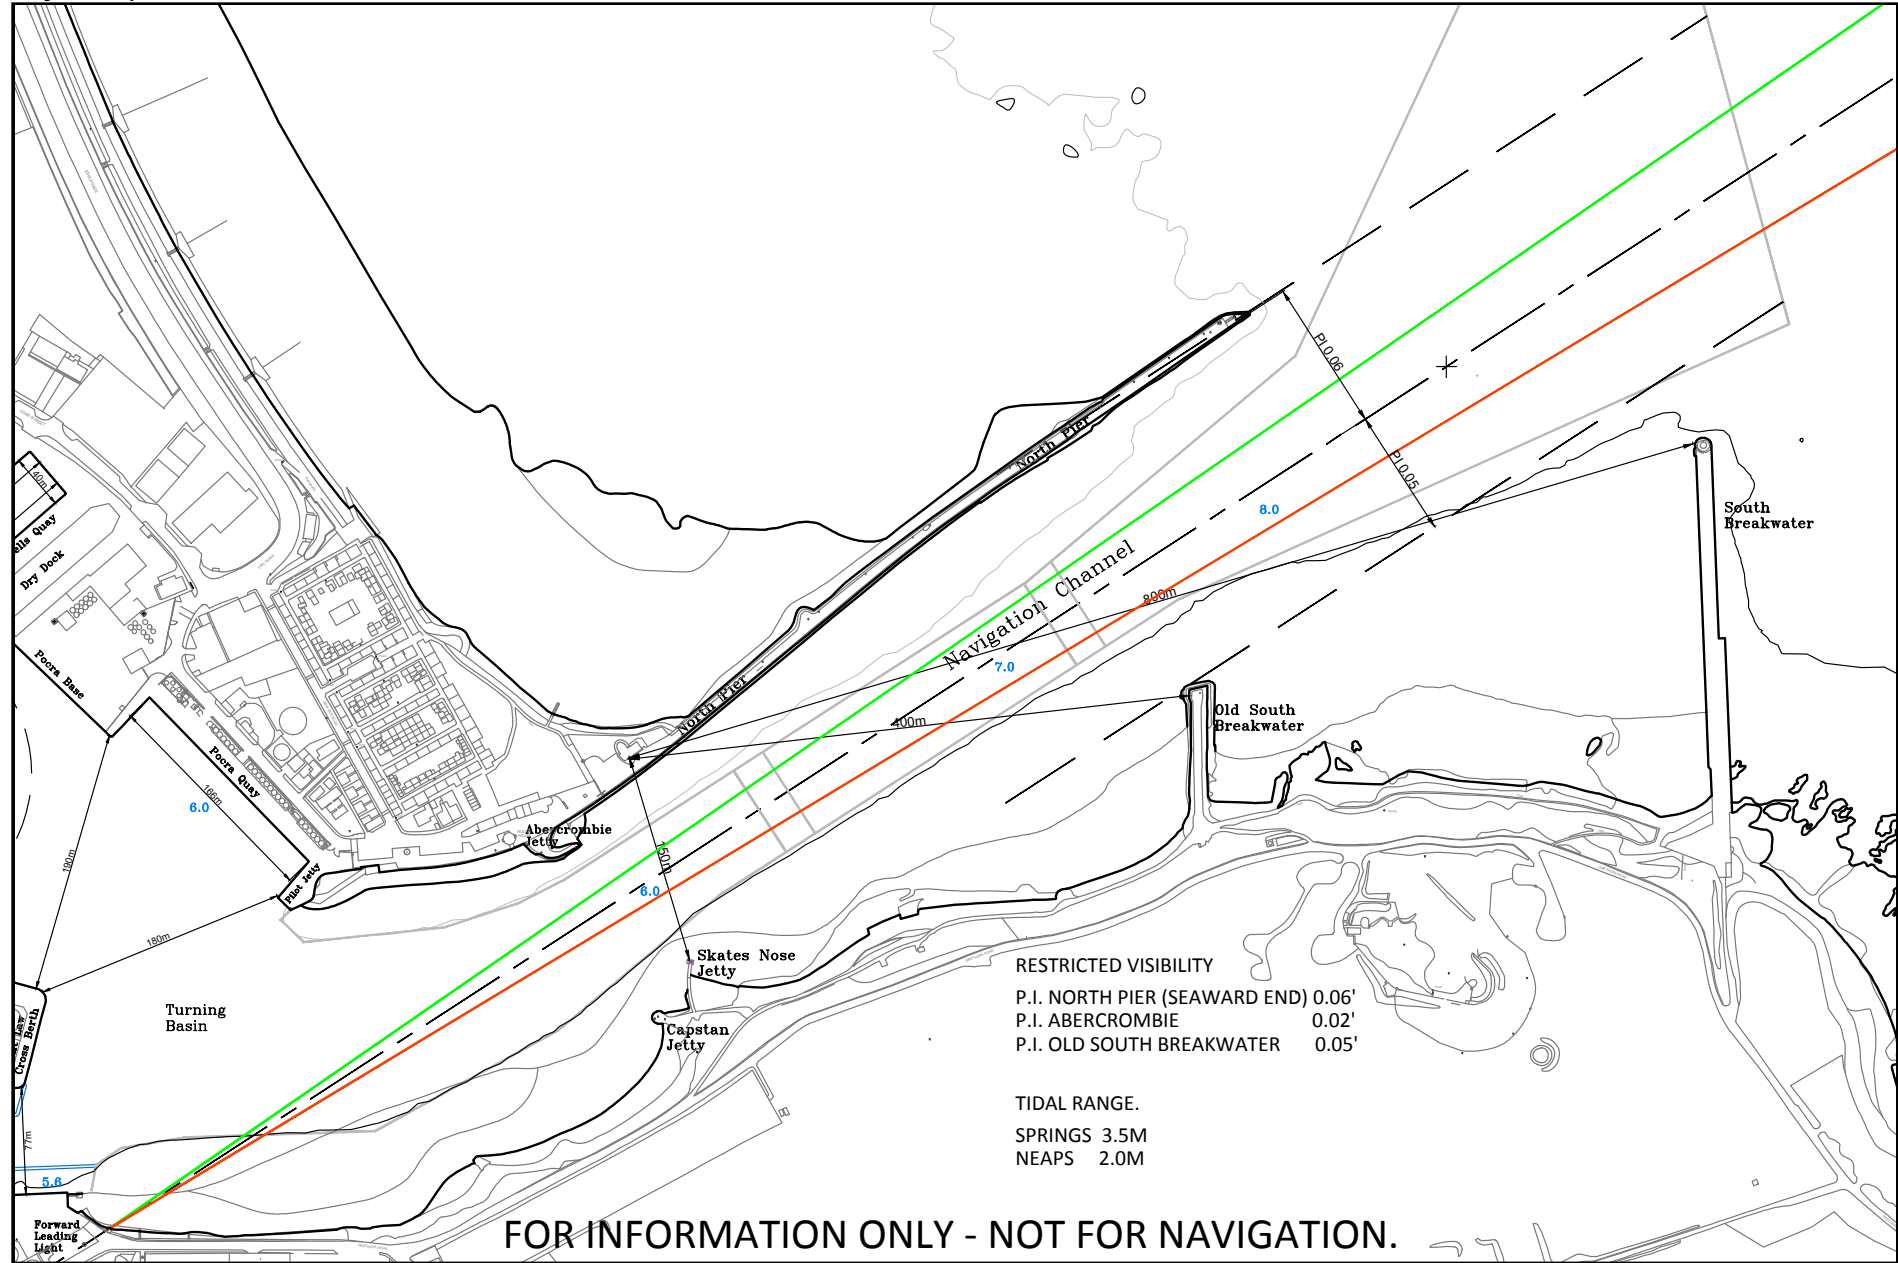 PI 0.06
PI 0.05
North Pier
8.0
South
Breakwater
40m
Quay
Dry Dock
Navigation Channel
800m
7.0
Pocra Base
North Pier
400m
Old South
Breakwater
Pocra Quay
166m
6.0
Abercrombie
Jetty
190m
150m
Pilot Jetty
6.0
180m
Skates Nose
Jetty
Turning
Basin
Capstan
Jetty
Law
Cross Berth
RESTRICTED VISIBILITY
P.I. NORTH PIER (SEAWARD END) 0.06'
P.I. ABERCROMBIE 0.02'
P.I. OLD SOUTH BREAKWATER 0.05'
TIDAL RANGE.
SPRINGS 3.5M
NEAPS 2.0M
77m
5.6
Forward
Leading
Light
FOR INFORMATION ONLY - NOT FOR NAVIGATION.